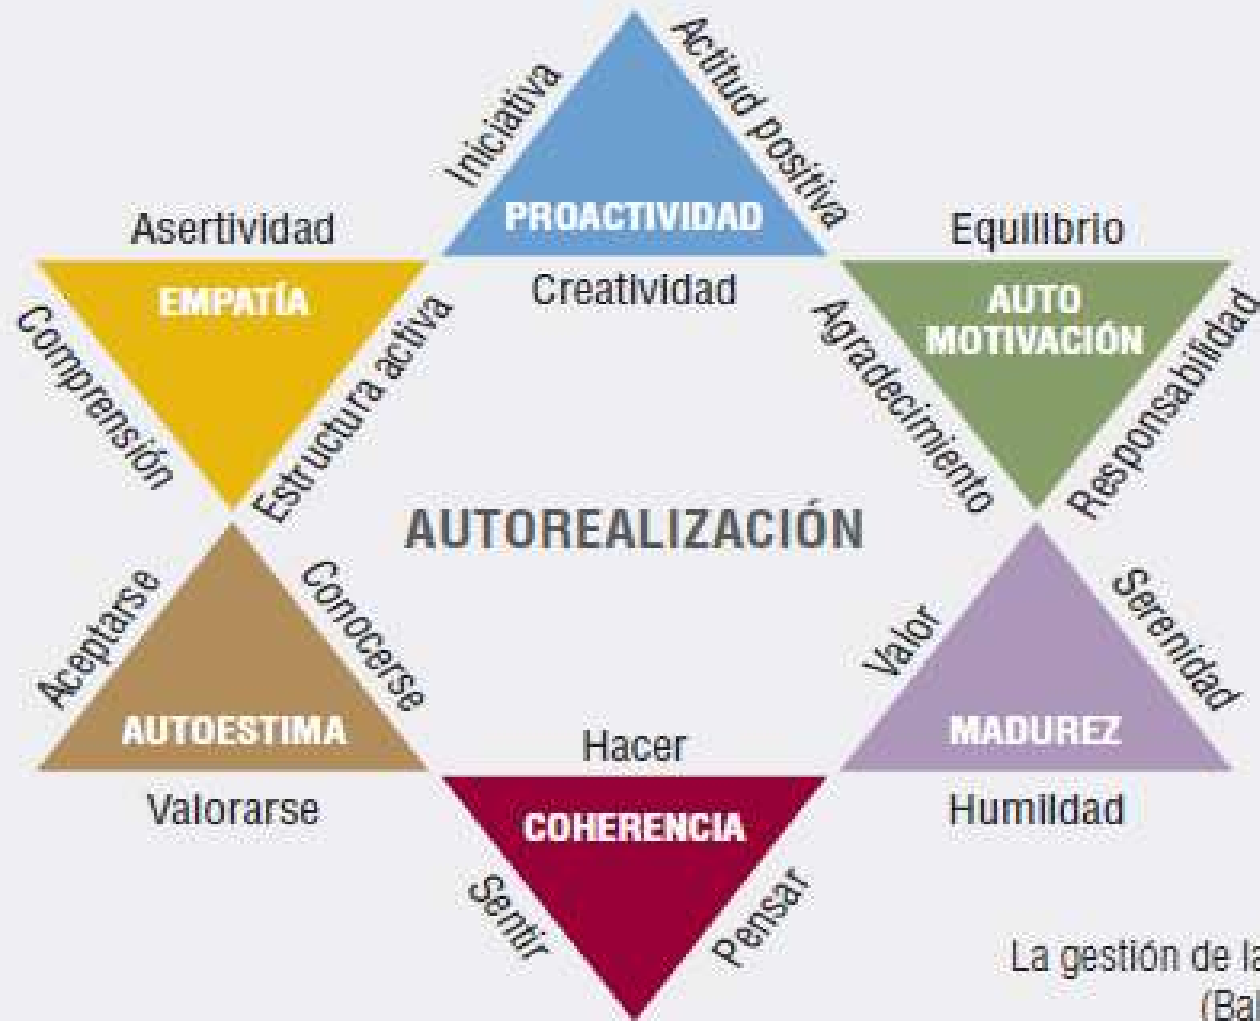 Iniciativa
Actitud positiva
PROACTIVIDAD
Creatividad
Asertividad
EMPATÍA
Comprensión
Estructura activa
Equilibrio
AUTO
MOTIVACIÓN
Agradecimiento
Responsabilidad
AUTOREALIZACIÓN
Aceptarse
Conocerse
AUTOESTIMA
Valorarse
Valor
Serenidad
MADUREZ
Humildad
Hacer
COHERENCIA
Sentir
Pensar
La gestión de la